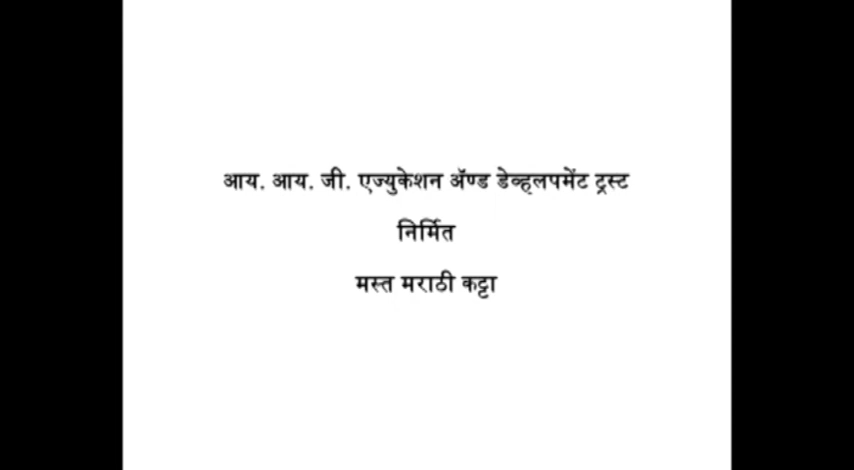 आय. आय. जी. एज्युकेशन ॲण्ड डेव्हलपमेंट ट्रस्ट
निर्मित
मस्त मराठी कट्टा